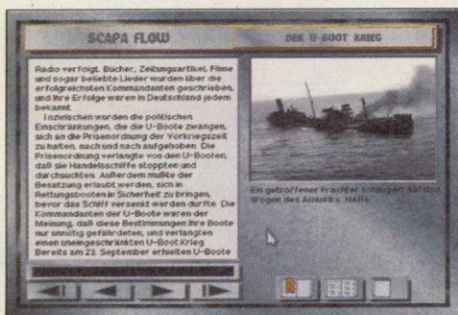 SCAPA FLOW
DER U-BOOT KRIEG
Radio verfolgt. Bücher, Zeitungsartikel, Filme
und sogar beliebte Lieder wurden über die
erfolgreichsten Kommandanten geschrieben,
und ihre Erfolge waren in Deutschland jedem
bekannt.
Inzwischen wurden die politischen
Einschränkungen, die die U-Boote zwangen,
sich an die Prisenordnung der Vorkriegszeit
zu halten, nach und nach aufgehoben. Die
Prisenordnung verlangte von den U-Booten,
daß sie Handelsschiffe stoppten und
durchsuchten. Außerdem mußte der
Besatzung erlaubt werden, sich in
Rettungsbooten in Sicherheit zu bringen,
bevor das Schiff versenkt werden durfte. Die
Kommandanten der U-Boote waren der
Meinung, daß diese Bestimmungen ihre Boote
nur unnötig gefährdeten, und verlangten
einen uneingeschränkten U-Boot Krieg.
Bereits am 23. September erhielten U-Boote
Ein getroffener Frachter schlingert auf den
Wogen des Atlantiks. NARA